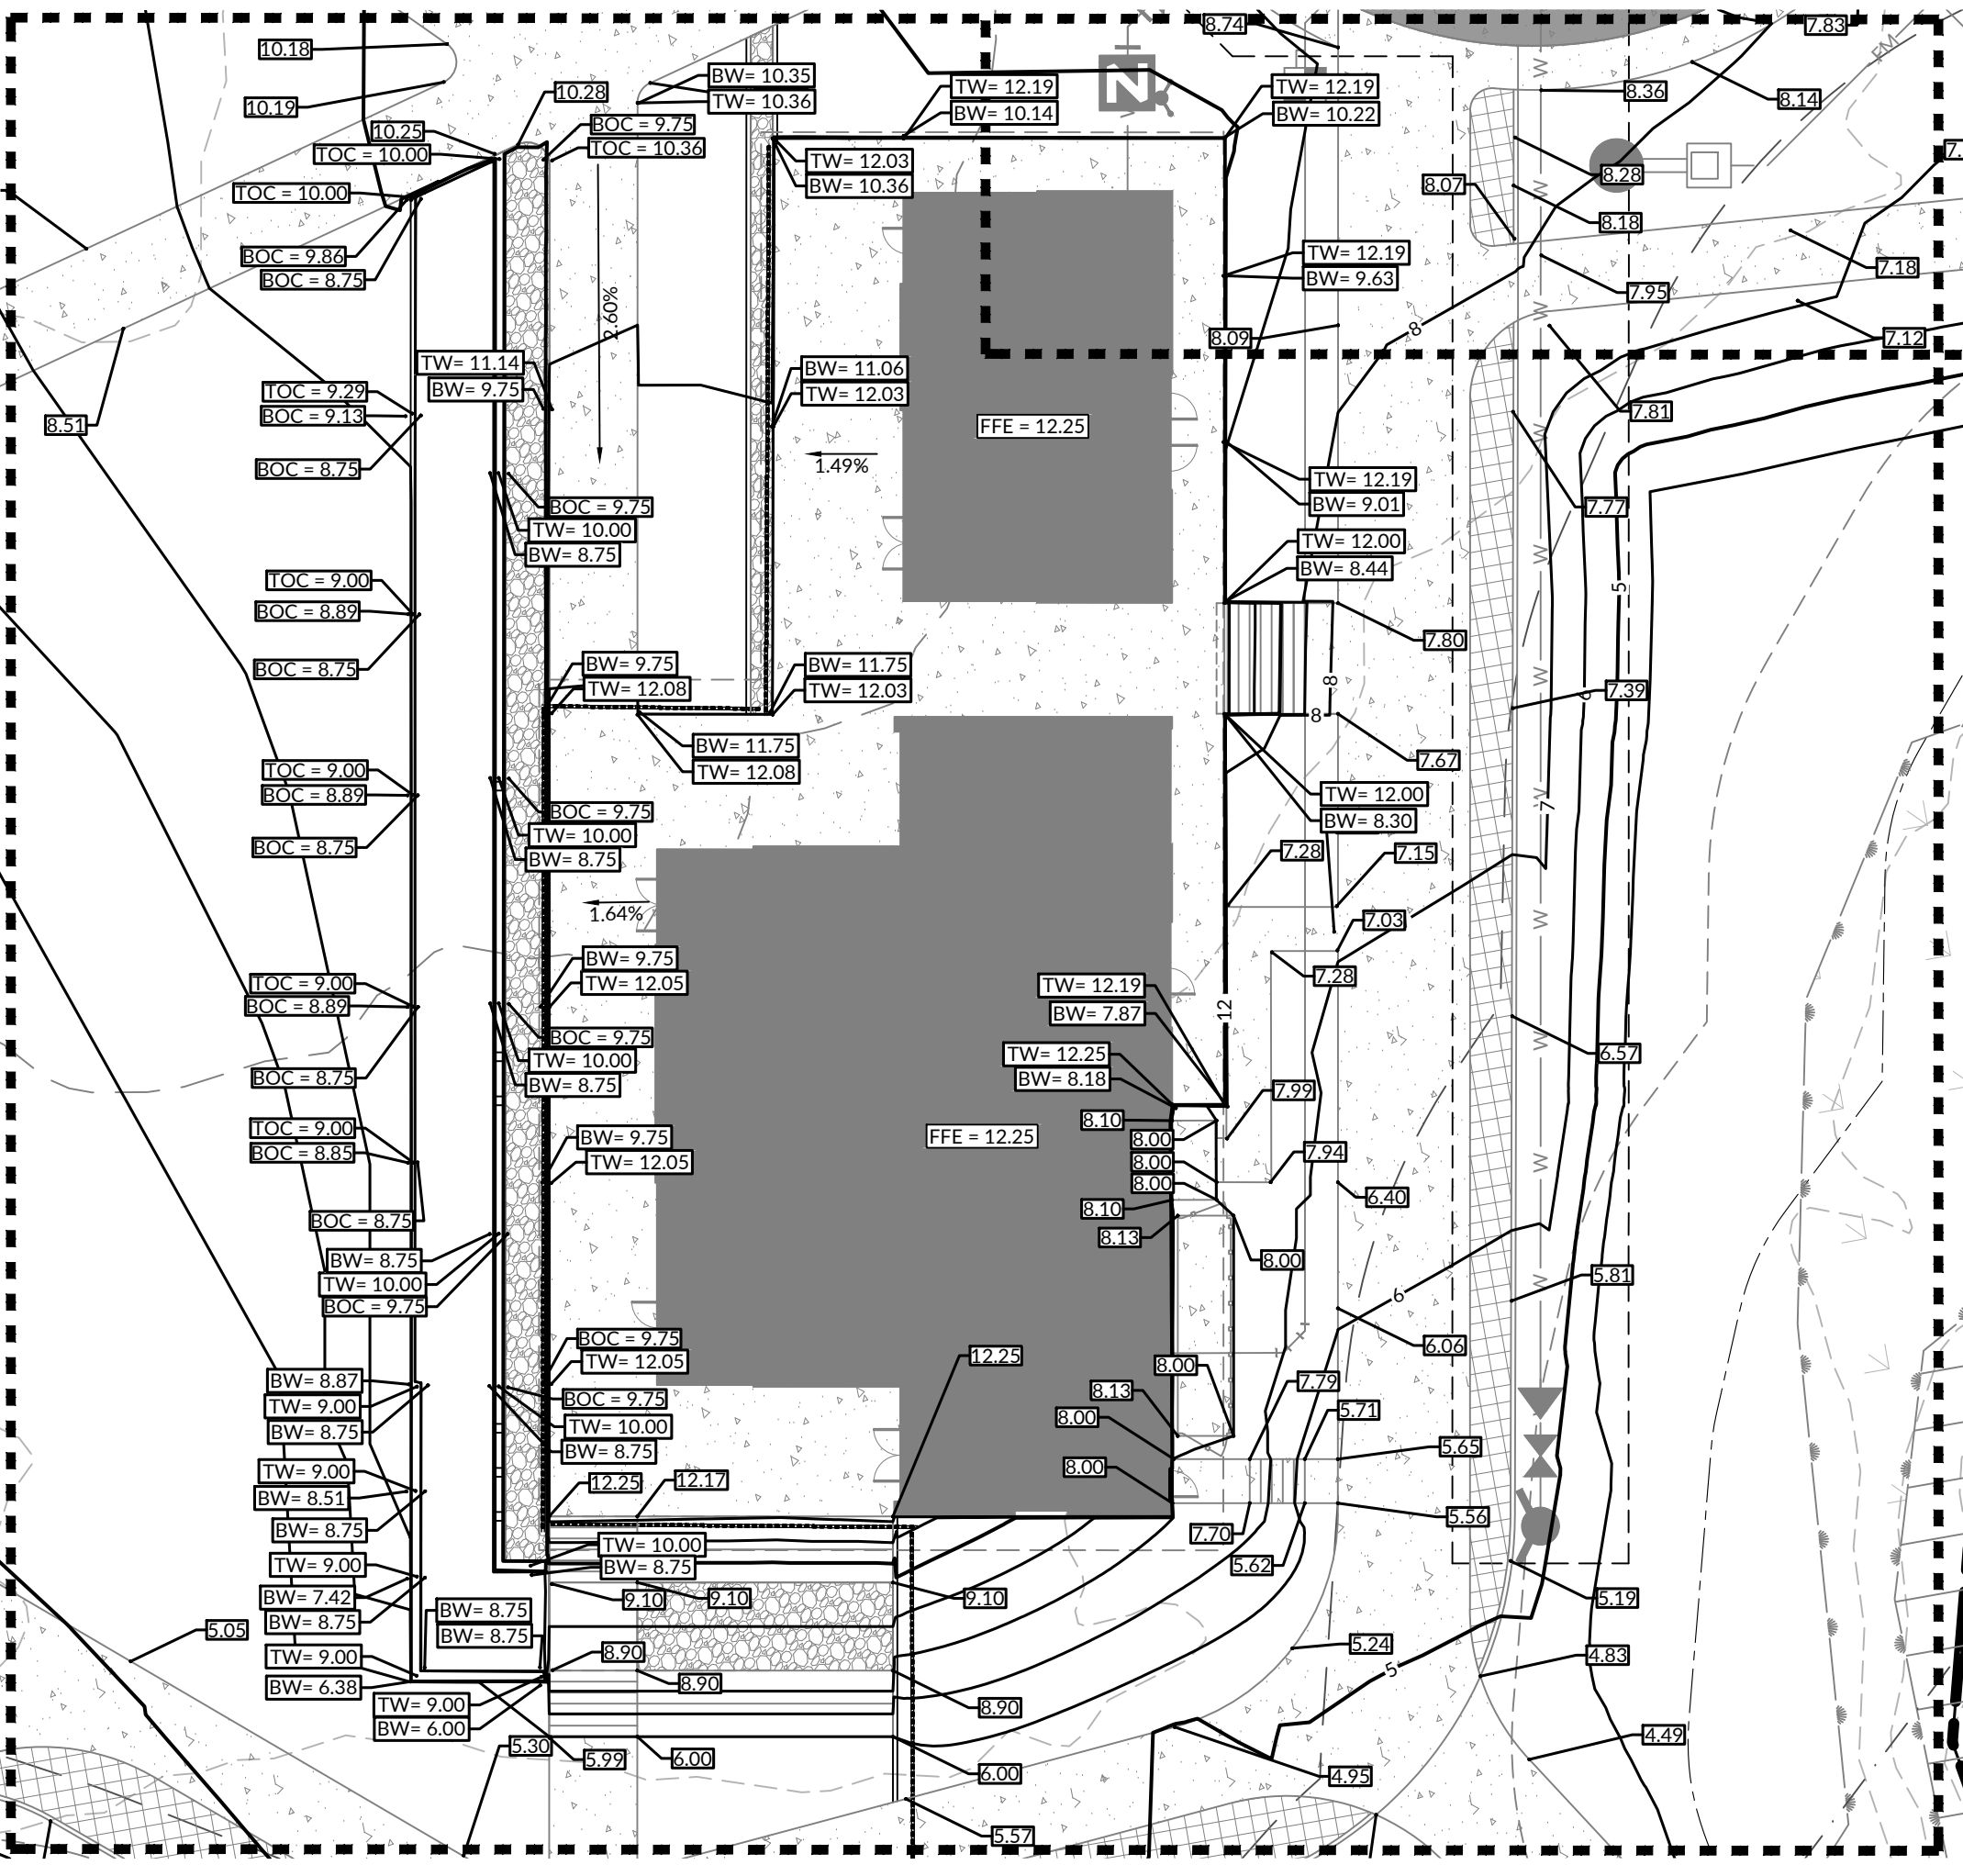 8.74
7.83
10.18
FM
BW= 10.35
TW= 10.36
TW= 12.19
BW= 10.14
N
TW= 12.19
BW= 10.22
W
8.36
8.14
10.19
10.28
10.25
BOC = 9.75
TOC = 10.36
TOC = 10.00
TW= 12.03
BW= 10.36
TOC = 10.00
8.07
8.28
8.18
BOC = 9.86
BOC = 8.75
TW= 12.19
BW= 9.63
7.18
7.95
2.60%
8.09
8
7.12
TW= 11.14
BW= 9.75
BW= 11.06
TW= 12.03
TOC = 9.29
BOC = 9.13
8.51
FFE = 12.25
7.81
BOC = 8.75
1.49%
TW= 12.19
BW= 9.01
7.77
BOC = 9.75
TW= 10.00
BW= 8.75
TW= 12.00
BW= 8.44
TOC = 9.00
BOC = 8.89
5
7.80
BOC = 8.75
BW= 9.75
TW= 12.08
BW= 11.75
TW= 12.03
8
8
6
7.39
BW= 11.75
TW= 12.08
7.67
TOC = 9.00
BOC = 8.89
TW= 12.00
BW= 8.30
7
BOC = 9.75
TW= 10.00
BW= 8.75
BOC = 8.75
7.28
7.15
1.64%
7.03
BW= 9.75
TW= 12.05
7.28
TW= 12.19
BW= 7.87
12
TOC = 9.00
BOC = 8.89
BOC = 9.75
TW= 10.00
BW= 8.75
TW= 12.25
BW= 8.18
6.57
BOC = 8.75
7.99
8.10
TOC = 9.00
BOC = 8.85
BW= 9.75
TW= 12.05
FFE = 12.25
8.00
8.00
8.00
7.94
6.40
8.10
8.13
BOC = 8.75
8.00
BW= 8.75
TW= 10.00
BOC = 9.75
5.81
6
BOC = 9.75
TW= 12.05
12.25
6.06
8.00
BW= 8.87
TW= 9.00
BW= 8.75
BOC = 9.75
TW= 10.00
BW= 8.75
8.13
8.00
7.79
5.71
5.65
TW= 9.00
BW= 8.51
BW= 8.75
12.25
12.17
8.00
5.56
7.70
TW= 10.00
BW= 8.75
5.62
TW= 9.00
BW= 7.42
BW= 8.75
9.10
9.10
9.10
5.19
BW= 8.75
BW= 8.75
5.05
8.90
5.24
4.83
TW= 9.00
BW= 6.38
8.90
5
TW= 9.00
BW= 6.00
8.90
4.49
5.30
5.99
6.00
6.00
4.95
5.57